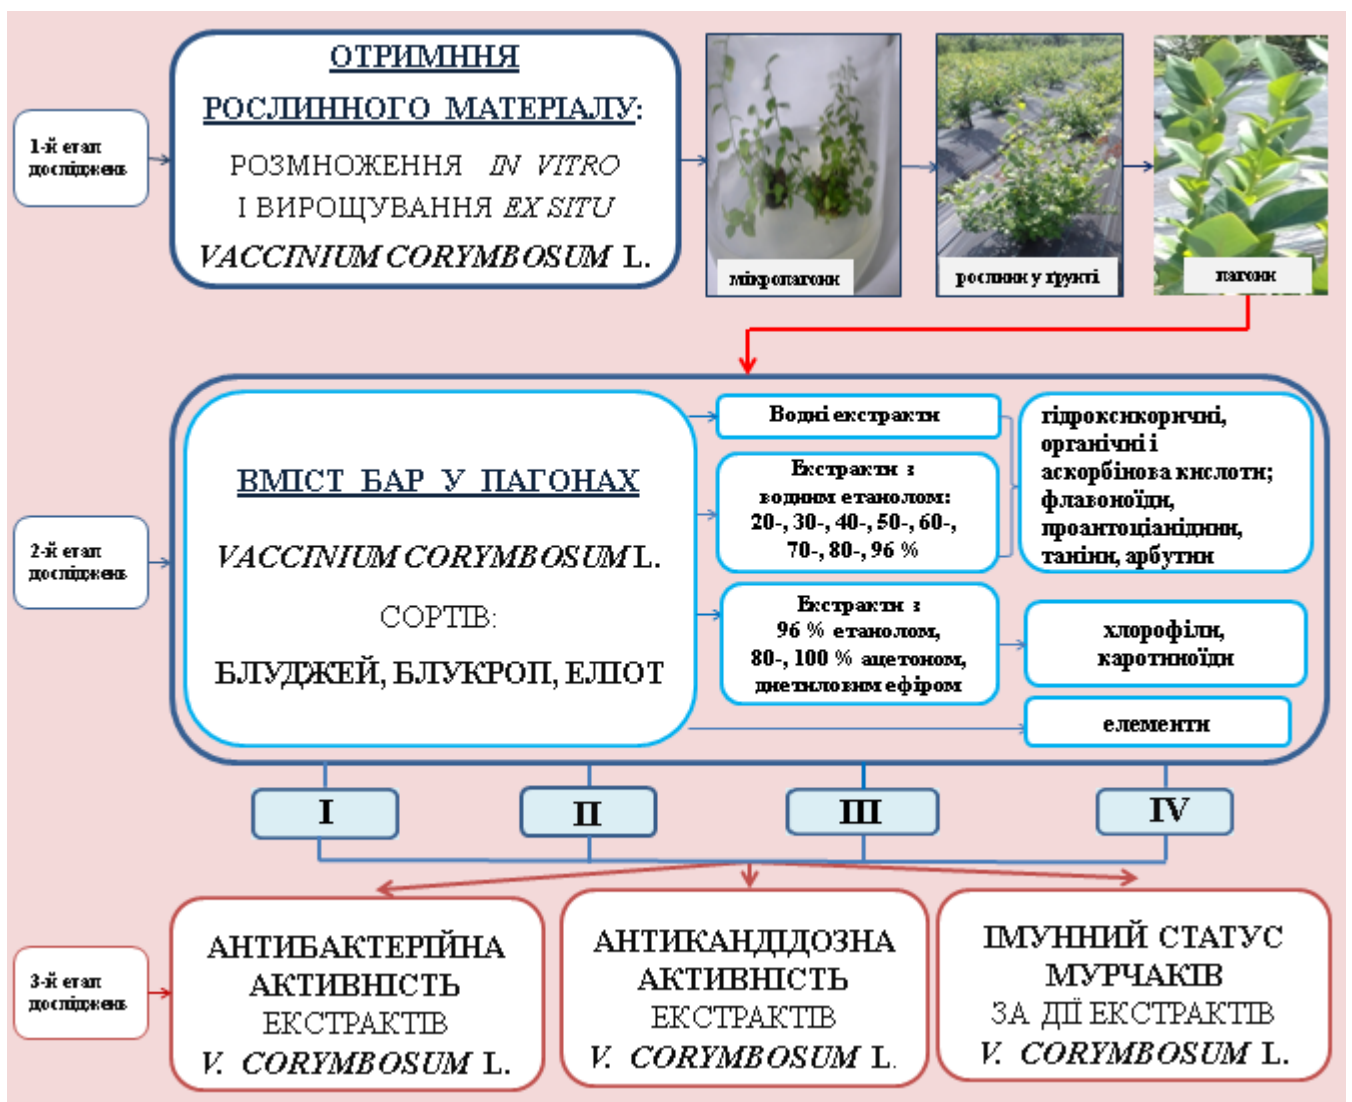 ОТРИМННЯ
РОСЛИННОГО МАТЕРІАЛУ:
РОЗМНОЖЕННЯ IN VITRO
І ВИРОЩУВАННЯ EX SITU
VACCINIUM CORYMBOSUM L.
1-й етап
досліджень
мікропагони
рослини у ґрунті
пагони
2-й етап
досліджень
ВМІСТ БАР У ПАГОНАХ
VACCINIUM CORYMBOSUM L.
СОРТІВ:
БЛУДЖЕЙ, БЛУКРОП, ЕЛІОТ
Водні екстракти
Екстракти з
водним етанолом:
20-, 30-, 40-, 50-, 60-,
70-, 80-, 96 %
Екстракти з
96 % етанолом,
80-, 100 % ацетоном,
диетиловим ефіром
гідроксикоричні,
органічні і
аскорбінова кислоти;
флавоноїди,
проантоціанідини,
таніни, арбутин
хлорофіли,
каротиноїди
елементи
I
II
III
IV
3-й етап
досліджень
АНТИБАКТЕРІЙНА
АКТИВНІСТЬ
ЕКСТРАКТІВ
V. CORYMBOSUM L.
АНТИКАНДІДОЗНА
АКТИВНІСТЬ
ЕКСТРАКТІВ
V. CORYMBOSUM L.
ІМУННИЙ СТАТУС
МУРЧАКІВ
ЗА ДІЇ ЕКСТРАКТІВ
V. CORYMBOSUM L.